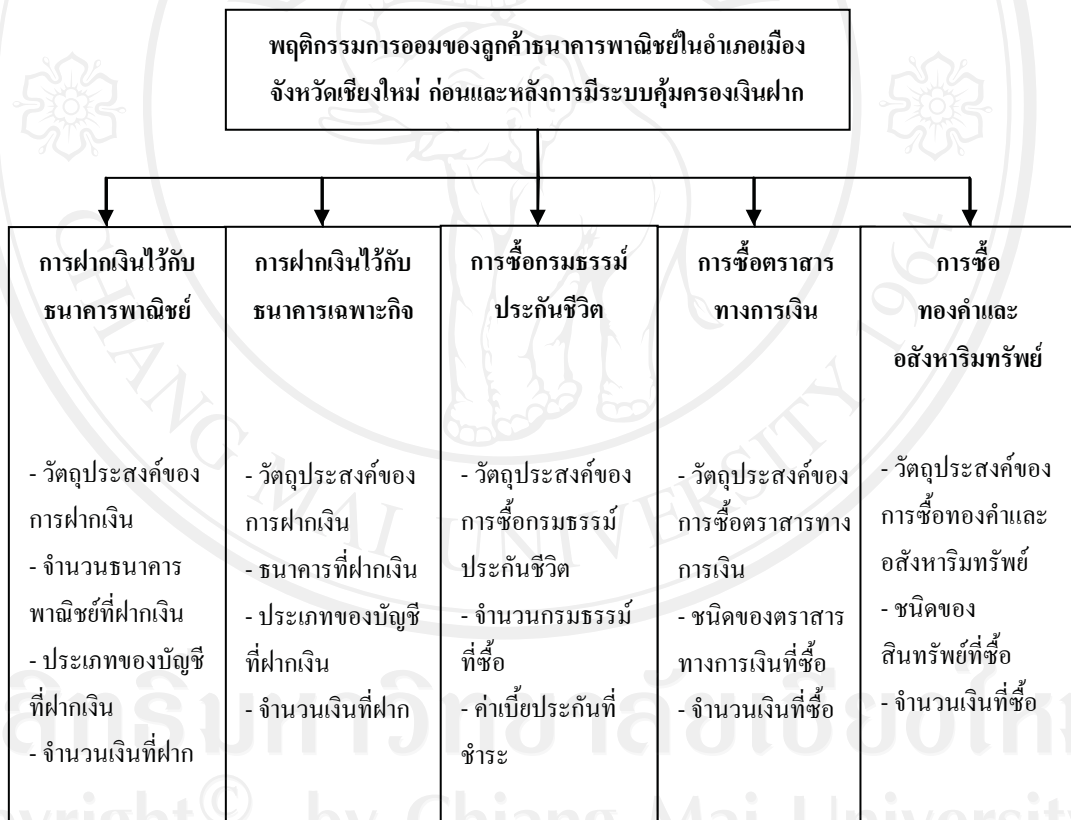 พฤติกรรมการออมของลูกค้าธนาคารพาณิชย์ในอำเภอเมือง
จังหวัดเชียงใหม่ ก่อนและหลังการมีระบบคุ้มครองเงินฝาก
การฝากเงินไว้กับ
ธนาคารพาณิชย์
- วัตถุประสงค์ของ
การฝากเงิน
- จำนวนธนาคาร
พาณิชย์ที่ฝากเงิน
- ประเภทของบัญชี
ที่ฝากเงิน
- จำนวนเงินที่ฝาก
การฝากเงินไว้กับ
ธนาคารเฉพาะกิจ
- วัตถุประสงค์ของ
การฝากเงิน
- ธนาคารที่ฝากเงิน
- ประเภทของบัญชี
ที่ฝากเงิน
- จำนวนเงินที่ฝาก
การซื้อกรมธรรม์
ประกันชีวิต
- วัตถุประสงค์ของ
การซื้อกรมธรรม์
ประกันชีวิต
- จำนวนกรมธรรม์
ที่ซื้อ
- ค่าเบี้ยประกันที่
ชำระ
การซื้อตราสาร
ทางการเงิน
- วัตถุประสงค์ของ
การซื้อตราสารทาง
การเงิน
- ชนิดของตราสาร
ทางการเงินที่ซื้อ
- จำนวนเงินที่ซื้อ
การซื้อ
ทองคำและ
อสังหาริมทรัพย์
- วัตถุประสงค์ของ
การซื้อทองคำและ
อสังหาริมทรัพย์
- ชนิดของ
สินทรัพย์ที่ซื้อ
- จำนวนเงินที่ซื้อ
CHIANG MAI UNIVERSITY 1964
by Chiang Mai University